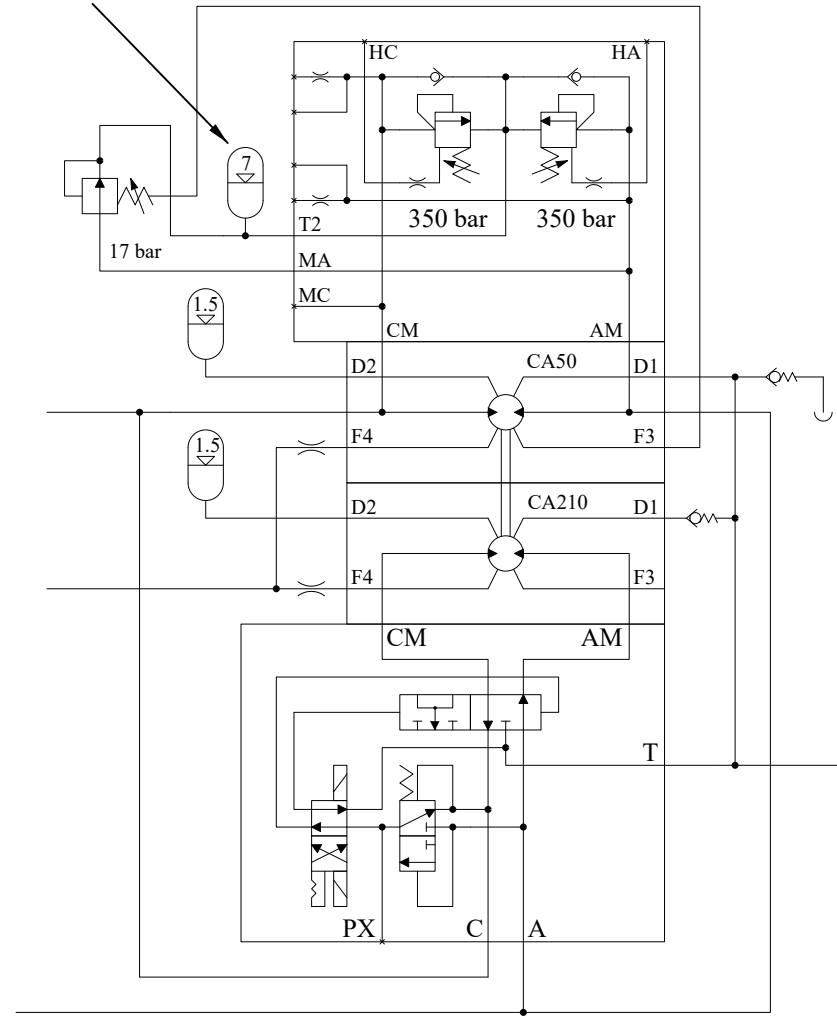 HC HA
7
350 bar 350 bar
T2
17 bar
MA
1.5
MC
CM AM
D2 CA50 D1
1.5
F4 F3
D2 CA210 D1
F4 F3
CM AM
T
PX C A